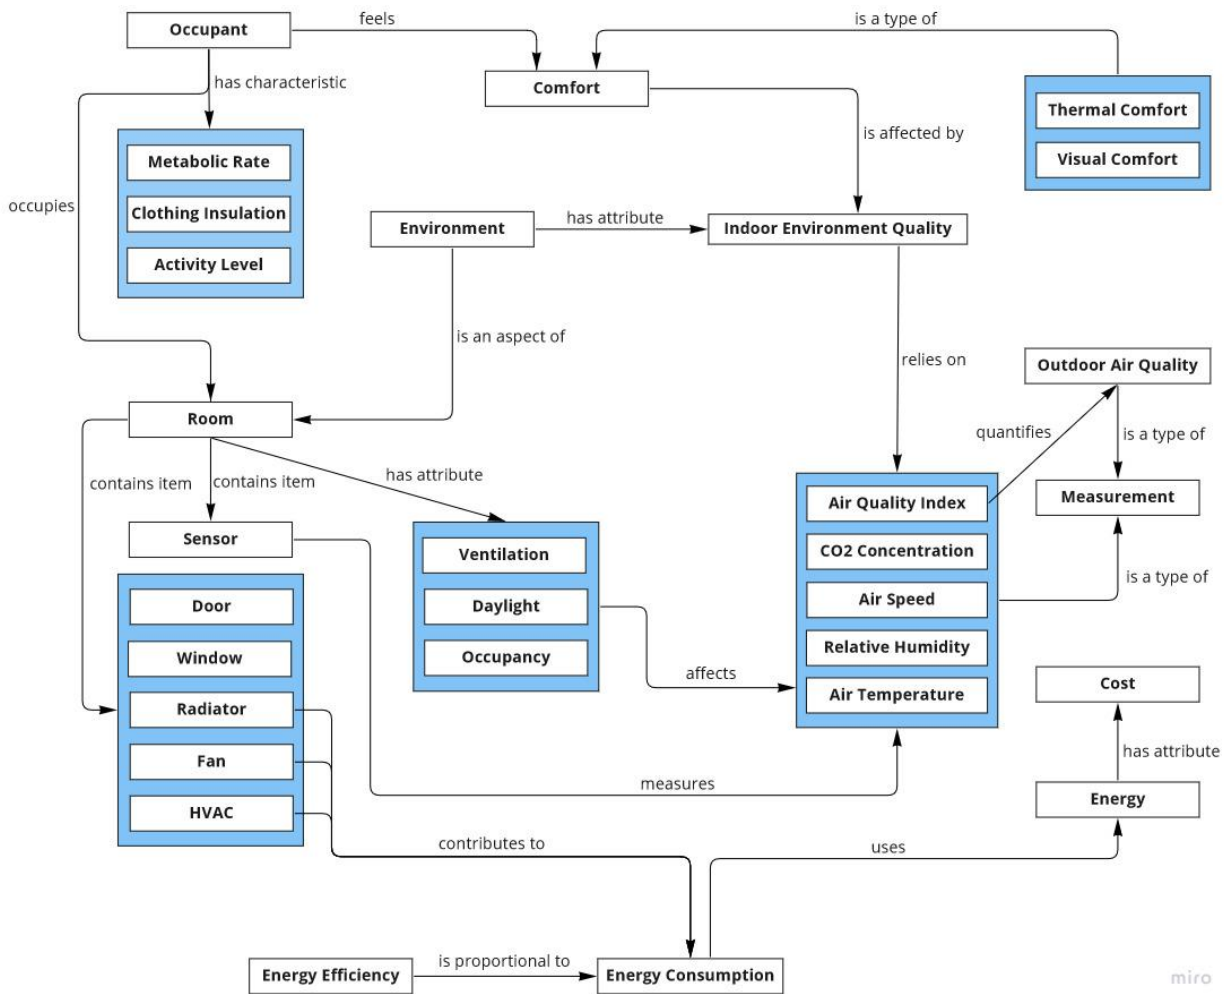 Occupant
feels
is a type of
has characteristic
Comfort
Thermal Comfort
Visual Comfort
is affected by
Metabolic Rate
Clothing Insulation
Activity Level
occupies
Environment
has attribute
Indoor Environment Quality
is an aspect of
relies on
Outdoor Air Quality
quantifies
is a type of
Measurement
is a type of
Room
contains item
contains item
has attribute
Sensor
Ventilation
Daylight
Occupancy
Air Quality Index
CO2 Concentration
Air Speed
Relative Humidity
Air Temperature
affects
Door
Window
Radiator
Fan
HVAC
measures
Cost
has attribute
Energy
contributes to
uses
Energy Efficiency
is proportional to
Energy Consumption
miro